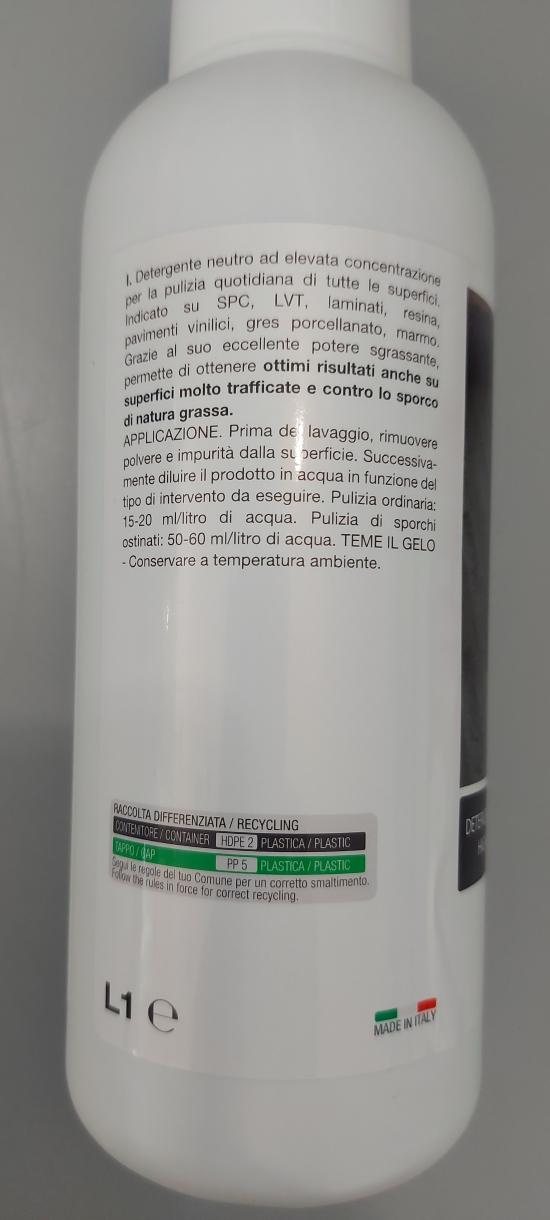 I. Detergente neutro ad elevata concentrazione
per la pulizia quotidiana di tutte le superfici.
Indicato su SPC, LVT, laminati, resina,
pavimenti vinilici, gres porcellanato, marmo.
Grazie al suo eccellente potere sgrassante,
permette di ottenere ottimi risultati anche su
superfici molto trafficate e contro lo sporco
di natura grassa.
APPLICAZIONE. Prima del lavaggio, rimuovere
polvere e impurità dalla superficie. Successiva-
mente diluire il prodotto in acqua in funzione del
tipo di intervento da eseguire. Pulizia ordinaria:
15-20 ml/litro di acqua. Pulizia di sporchi
ostinati: 50-60 ml/litro di acqua. TEME IL GELO
- Conservare a temperatura ambiente.
RACCOLTA DIFFERENZIATA / RECYCLING
CONTENITORE / CONTAINER HDPE 2 PLASTICA / PLASTIC
TAPPO / CAP PP 5 PLASTICA / PLASTIC
Segui le regole del tuo Comune per un corretto smaltimento.
Follow the rules in force for correct recycling.
L1 ℮
MADE IN ITALY